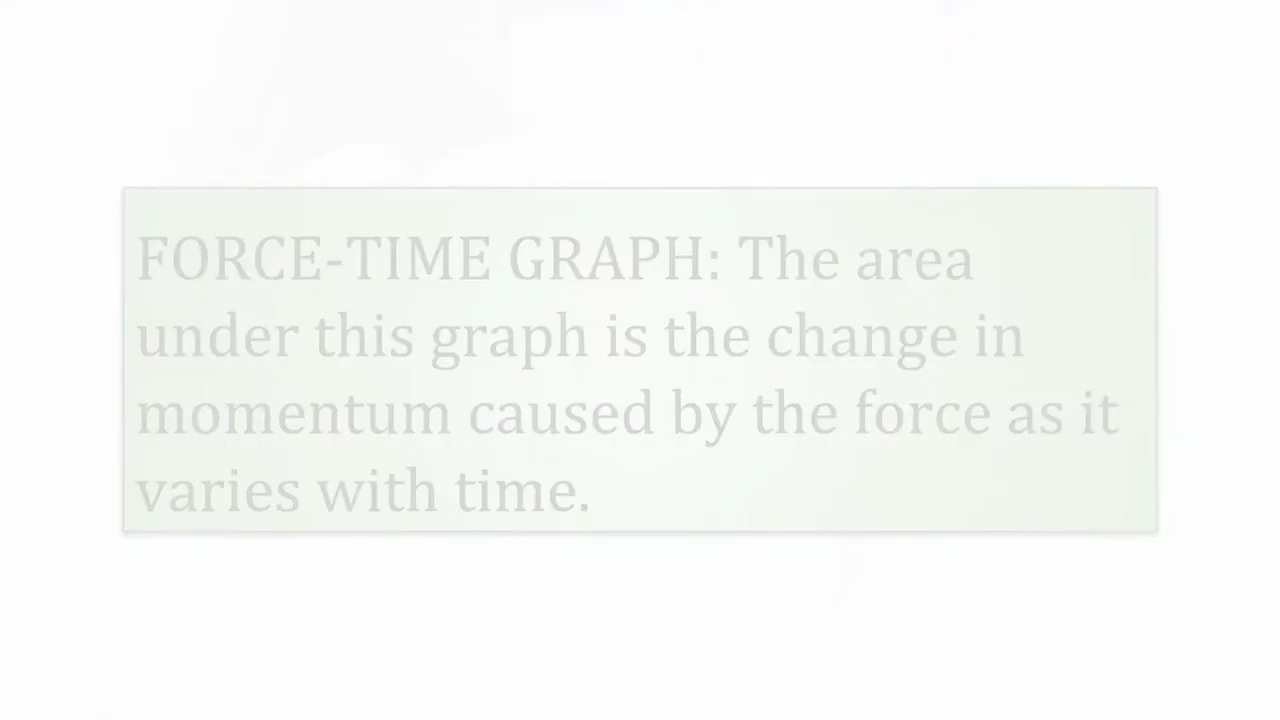 FORCE-TIME GRAPH: The area
under this graph is the change in
momentum caused by the force as it
varies with time.